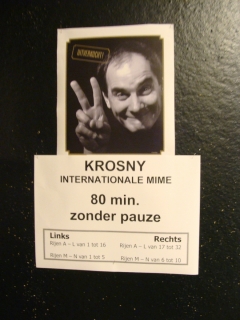 UITVERKOCHT!
KROSNY
INTERNATIONALE MIME
80 min.
zonder pauze
Links Rechts
Rijen A - L van 1 tot 16 Rijen A - L van 17 tot 32
Rijen M - N van 1 tot 5 Rijen M - N van 6 tot 10